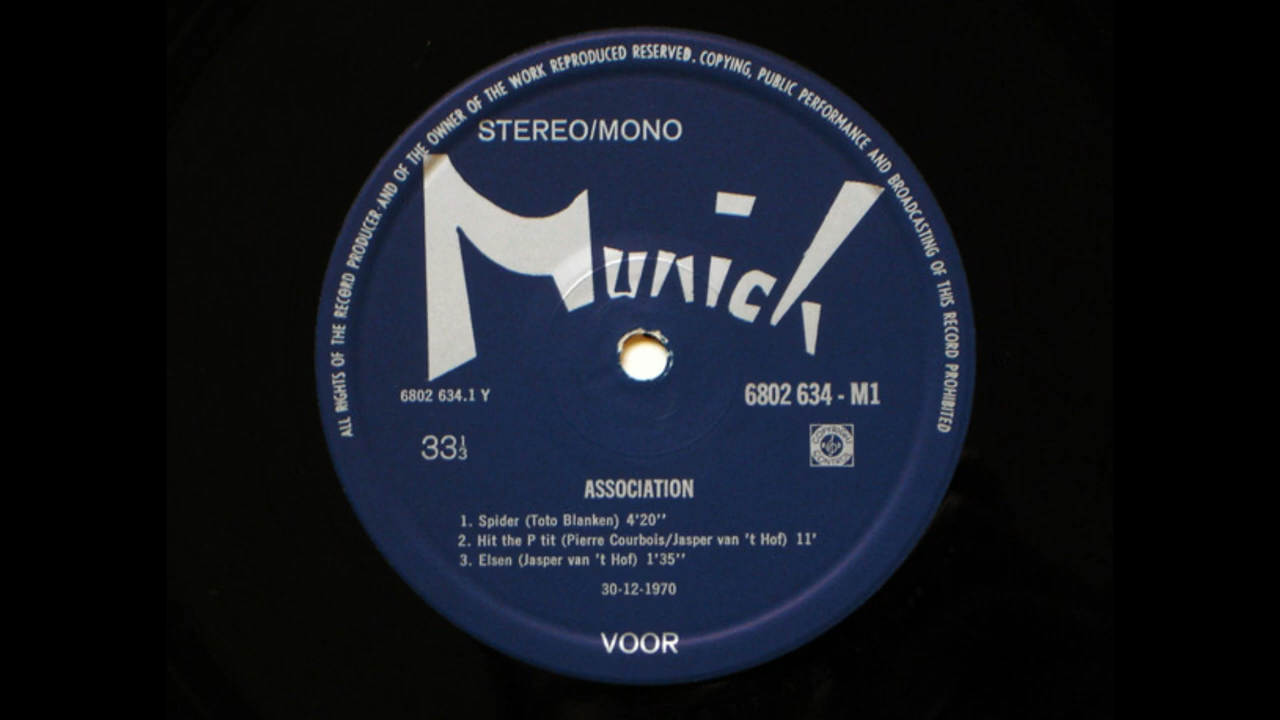 ALL RIGHTS OF THE RECORD PRODUCER AND OF THE OWNER OF THE WORK REPRODUCED RESERVED. COPYING, PUBLIC PERFORMANCE AND BROADCASTING OF THIS RECORD PROHIBITED
STEREO/MONO
Munich
6802 634.1 Y
6802 634 - M1
33⅓
COPYRIGHT
CONTROL
ASSOCIATION
1. Spider (Toto Blanken) 4'20''
2. Hit the P tit (Pierre Courbois/Jasper van 't Hof) 11'
3. Elsen (Jasper van 't Hof) 1'35''
30-12-1970
VOOR